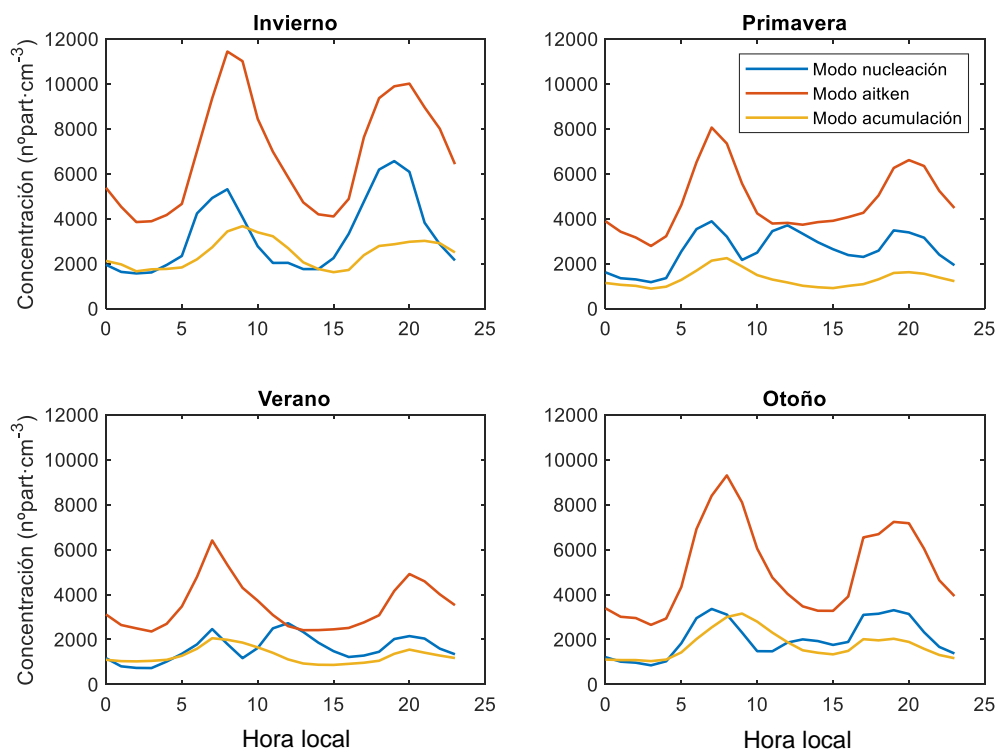 Invierno
Concentración (nºpart·cm-3)
12000
10000
8000
6000
4000
2000
0
0 5 10 15 20 25
Primavera
12000
10000
8000
6000
4000
2000
0
0 5 10 15 20 25
Modo nucleación
Modo aitken
Modo acumulación
Verano
Concentración (nºpart·cm-3)
12000
10000
8000
6000
4000
2000
0
0 5 10 15 20 25
Hora local
Otoño
12000
10000
8000
6000
4000
2000
0
0 5 10 15 20 25
Hora local